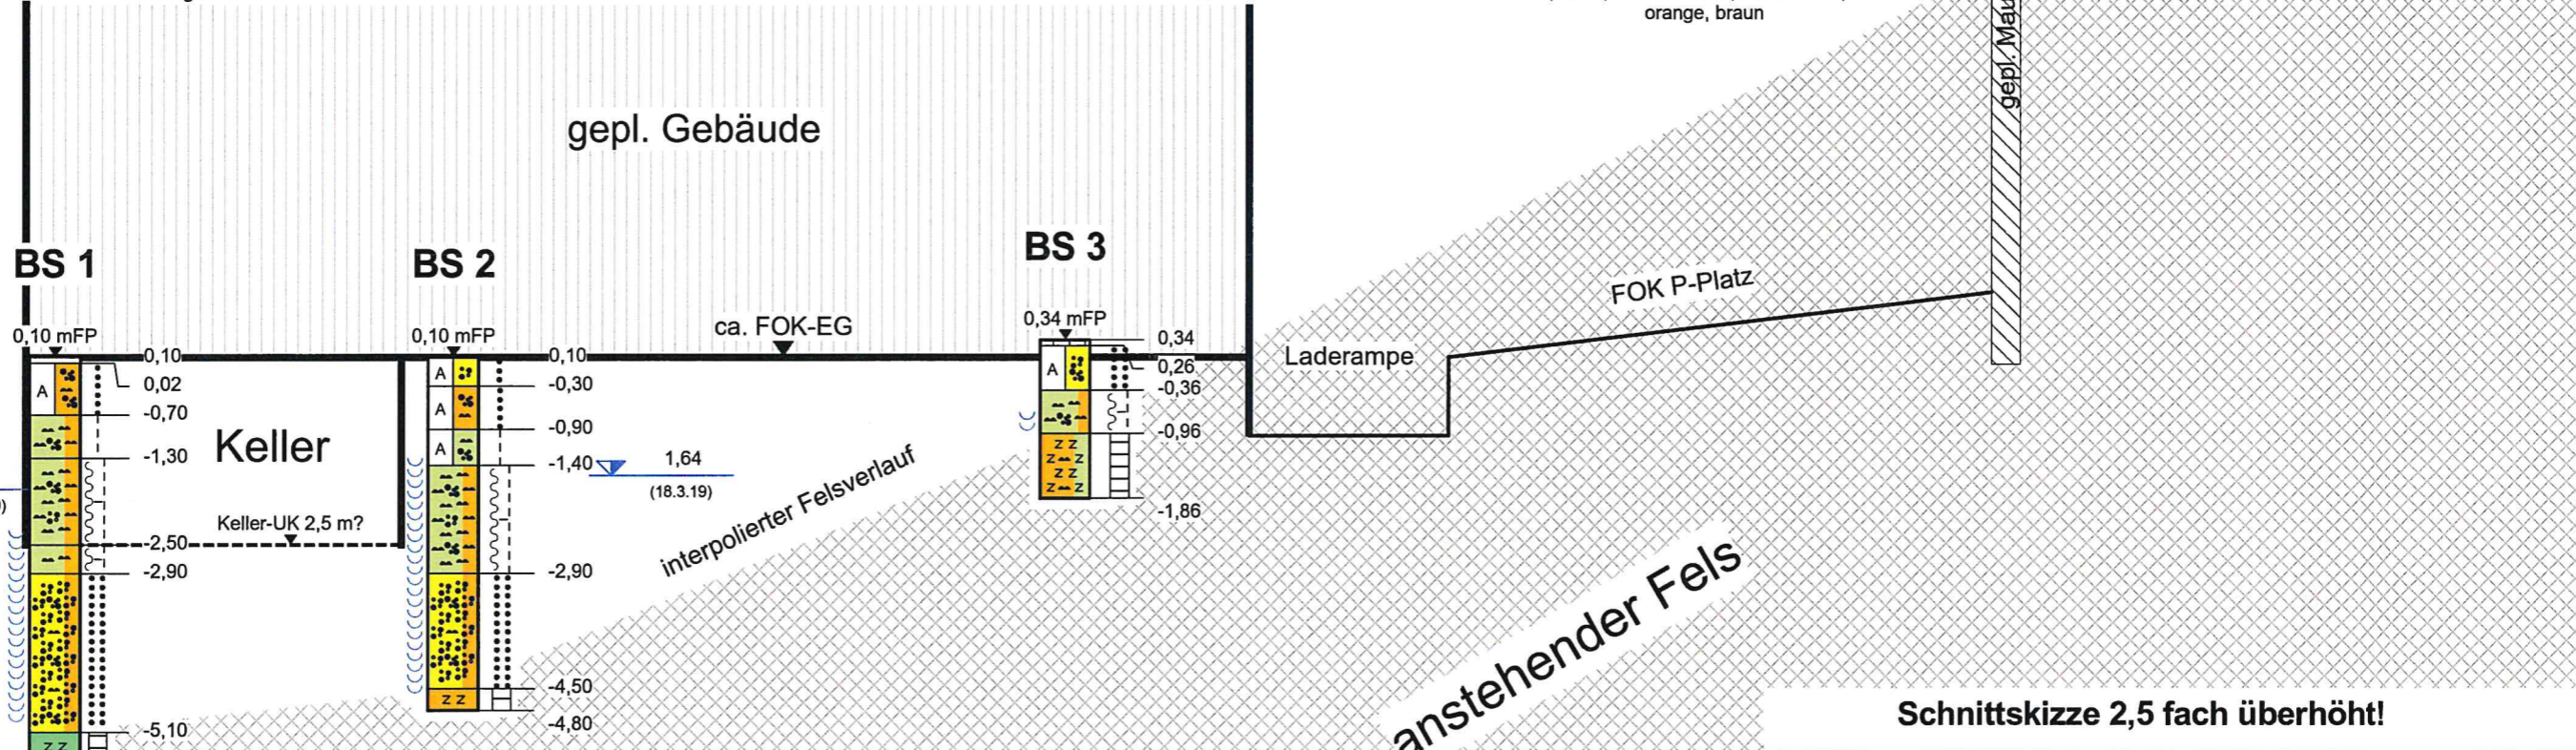 orange, braun
gepl. Mau
gepl. Gebäude
BS 1
BS 2
BS 3
0,10 mFP
0,10 mFP
ca. FOK-EG
0,34 mFP
FOK P-Platz
Laderampe
0,10
0,02
-0,70
-1,30
-2,50
-2,90
-5,10
A
Z Z
Keller
Keller-UK 2,5 m?
0,10
-0,30
-0,90
-1,40
-2,90
-4,50
-4,80
A
A
A
Z Z
1,64
(18.3.19)
interpolierter Felsverlauf
0,34
0,26
-0,36
-0,96
-1,86
A
Z Z
Z Z
Z Z
Z Z
anstehender Fels
Schnittskizze 2,5 fach überhöht!